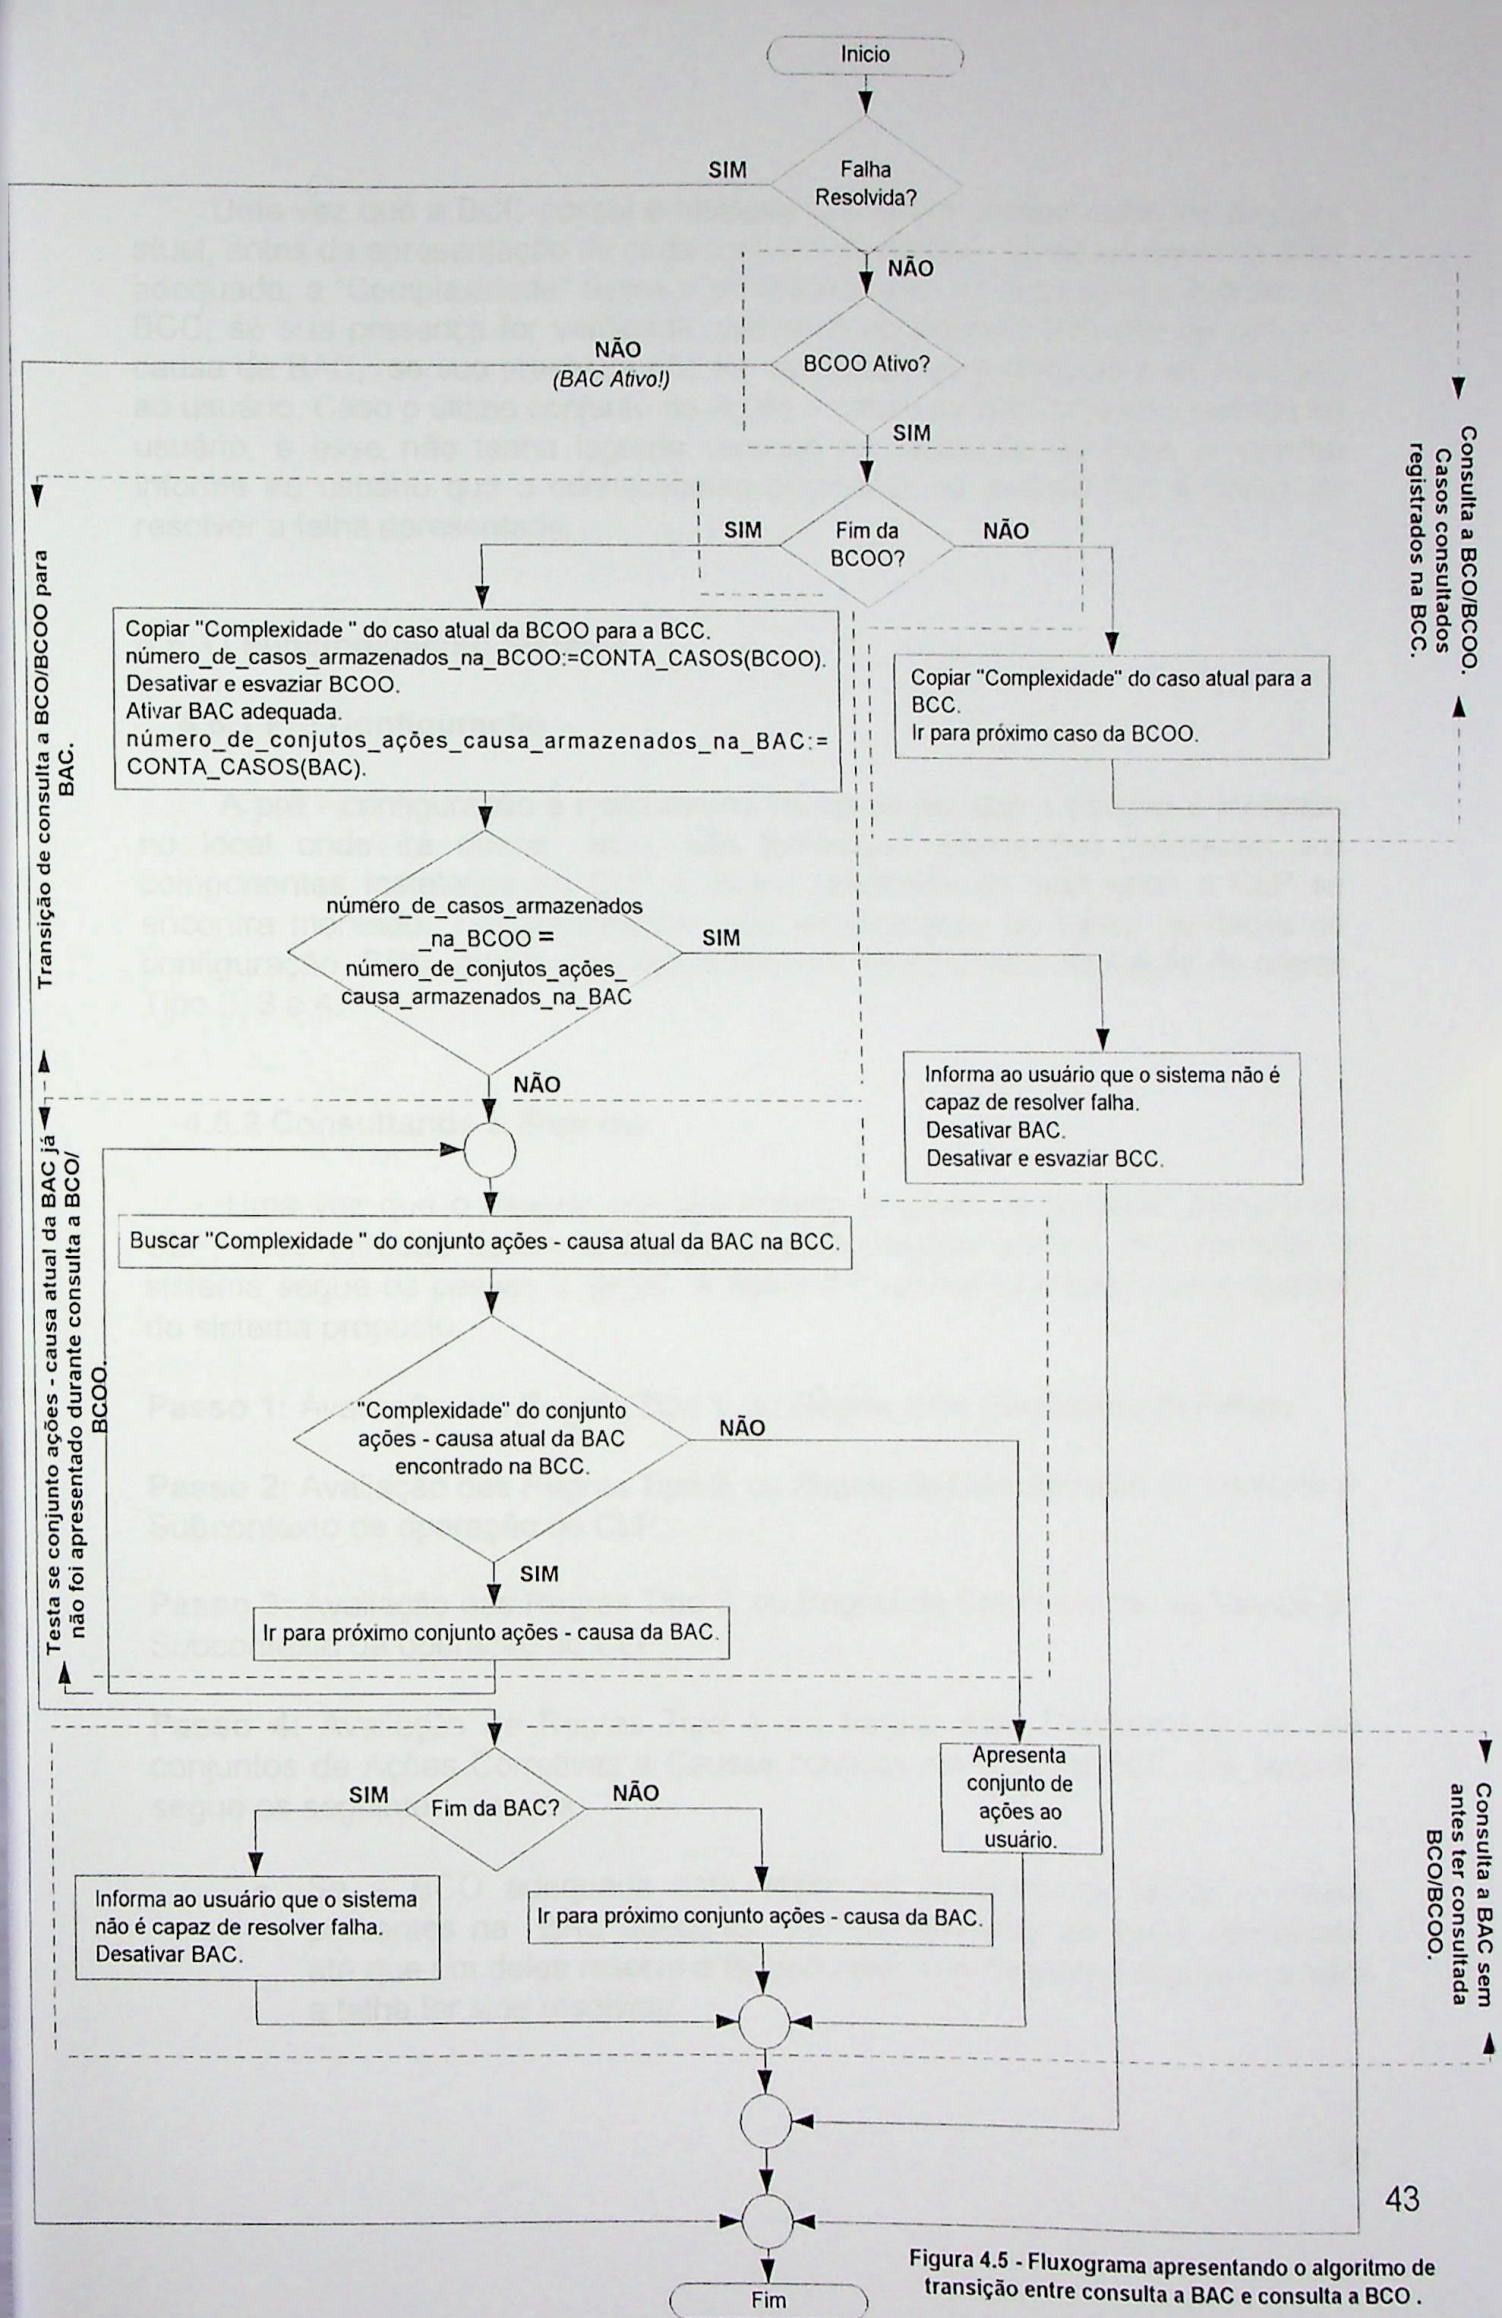 Inicio
Falha
Resolvida?
SIM
NÃO
BCOO Ativo?
NÃO
(BAC Ativo!)
SIM
Fim da
BCOO?
SIM
NÃO
Consulta a BCO/BCOO.
Casos consultados
registrados na BCC.
Transição de consulta a BCO/BCOO para
BAC.
Copiar "Complexidade " do caso atual da BCOO para a BCC.
número_de_casos_armazenados_na_BCOO:=CONTA_CASOS(BCOO).
Desativar e esvaziar BCOO.
Ativar BAC adequada.
número_de_conjutos_ações_causa_armazenados_na_BAC:=
CONTA_CASOS(BAC).
Copiar "Complexidade" do caso atual para a
BCC.
Ir para próximo caso da BCOO.
número_de_casos_armazenados
_na_BCOO =
número_de_conjutos_ações_
causa_armazenados_na_BAC
SIM
NÃO
Informa ao usuário que o sistema não é
capaz de resolver falha.
Desativar BAC.
Desativar e esvaziar BCC.
Testa se conjunto ações - causa atual da BAC já
não foi apresentado durante consulta a BCO/
BCOO.
Buscar "Complexidade " do conjunto ações - causa atual da BAC na BCC.
"Complexidade" do conjunto
ações - causa atual da BAC
encontrado na BCC.
NÃO
SIM
Ir para próximo conjunto ações - causa da BAC.
Fim da BAC?
SIM
NÃO
Apresenta
conjunto de
ações ao
usuário.
Consulta a BAC sem
antes ter consultada
BCO/BCOO.
Informa ao usuário que o sistema
não é capaz de resolver falha.
Desativar BAC.
Ir para próximo conjunto ações - causa da BAC.
43
Figura 4.5 - Fluxograma apresentando o algoritmo de
transição entre consulta a BAC e consulta a BCO .
Fim